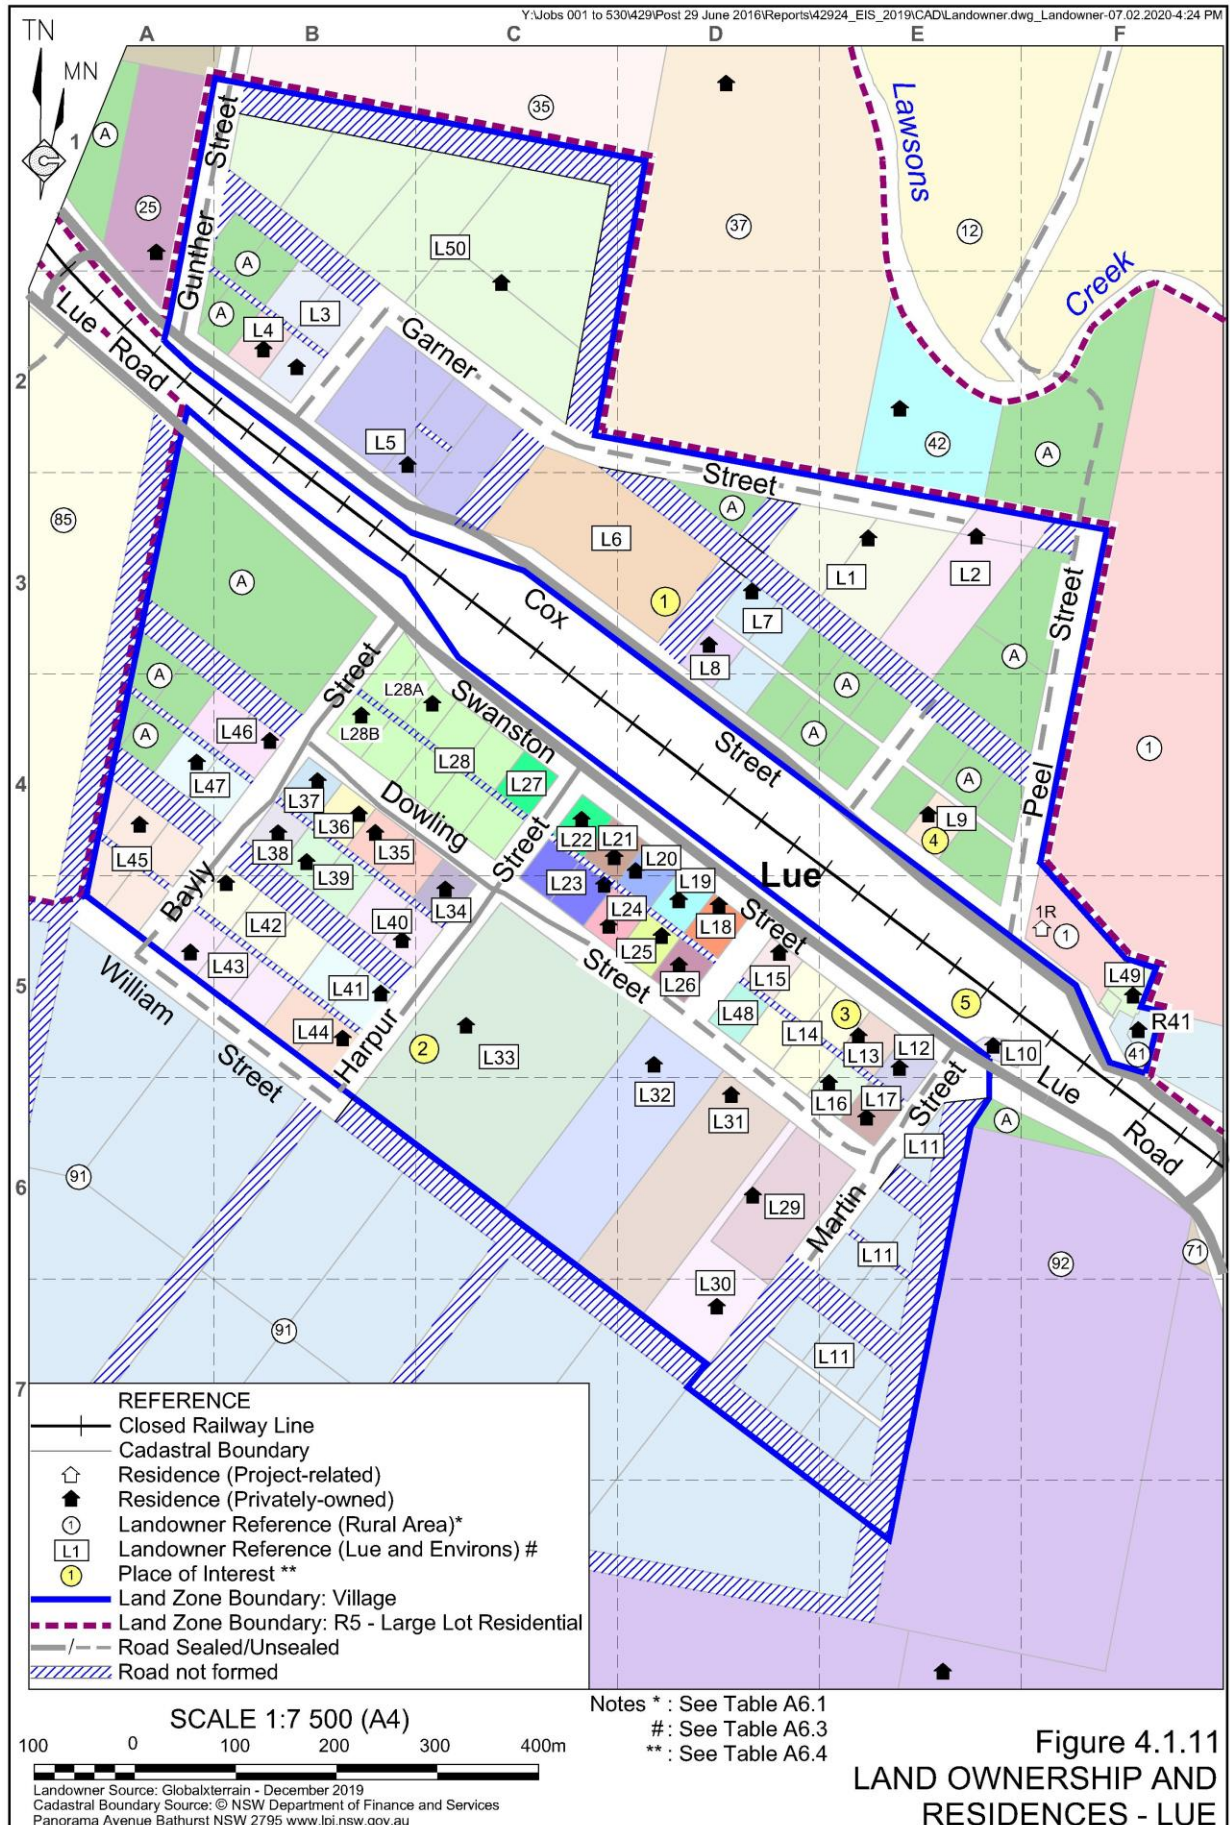 Y:\Jobs 001 to 530\429\Post 29 June 2016\Reports\42924_EIS_2019\CAD\Landowner.dwg_Landowner-07.02.2020-4:24 PM
TN
MN
A B C D E F
1
2
3
4
5
6
7
A
35
25
Gunther Street
Lawsons
Creek
37
12
L50
A
A
L3
L4
Garner
Street
Lue
Road
L5
42
A
85
L6
A
L1
L2
1
L7
L8
A
Cox
Street
Peel Street
A
A
A
A
1
A
Street
L28A
L28B
Swanston
Street
A
L46
A
L47
L28
L27
L37
Dowling
Street
L36
L35
L22
L21
L20
L9
4
L45
L38
L39
L23
L19
Lue
Bayly
L34
L24
L18
1R
1
L42
L40
L25
L26
L15
L49
L43
L41
L48
3
5
R41
41
William
Street
L44
Harpur
Street
2
L33
L14
L13
L12
L10
L32
L31
L16
L17
Street
Lue
Road
A
L11
91
L29
Martin
L11
92
71
L30
91
L11
REFERENCE
Closed Railway Line
Cadastral Boundary
Residence (Project-related)
Residence (Privately-owned)
1 Landowner Reference (Rural Area)*
L1 Landowner Reference (Lue and Environs) #
1 Place of Interest **
Land Zone Boundary: Village
Land Zone Boundary: R5 - Large Lot Residential
/ Road Sealed/Unsealed
Road not formed
SCALE 1:7 500 (A4)
100 0 100 200 300 400m
Landowner Source: Globalxterrain - December 2019
Cadastral Boundary Source: © NSW Department of Finance and Services
Panorama Avenue Bathurst NSW 2795 www.lpi.nsw.gov.au
Notes * : See Table A6.1
# : See Table A6.3
** : See Table A6.4
Figure 4.1.11
LAND OWNERSHIP AND
RESIDENCES - LUE